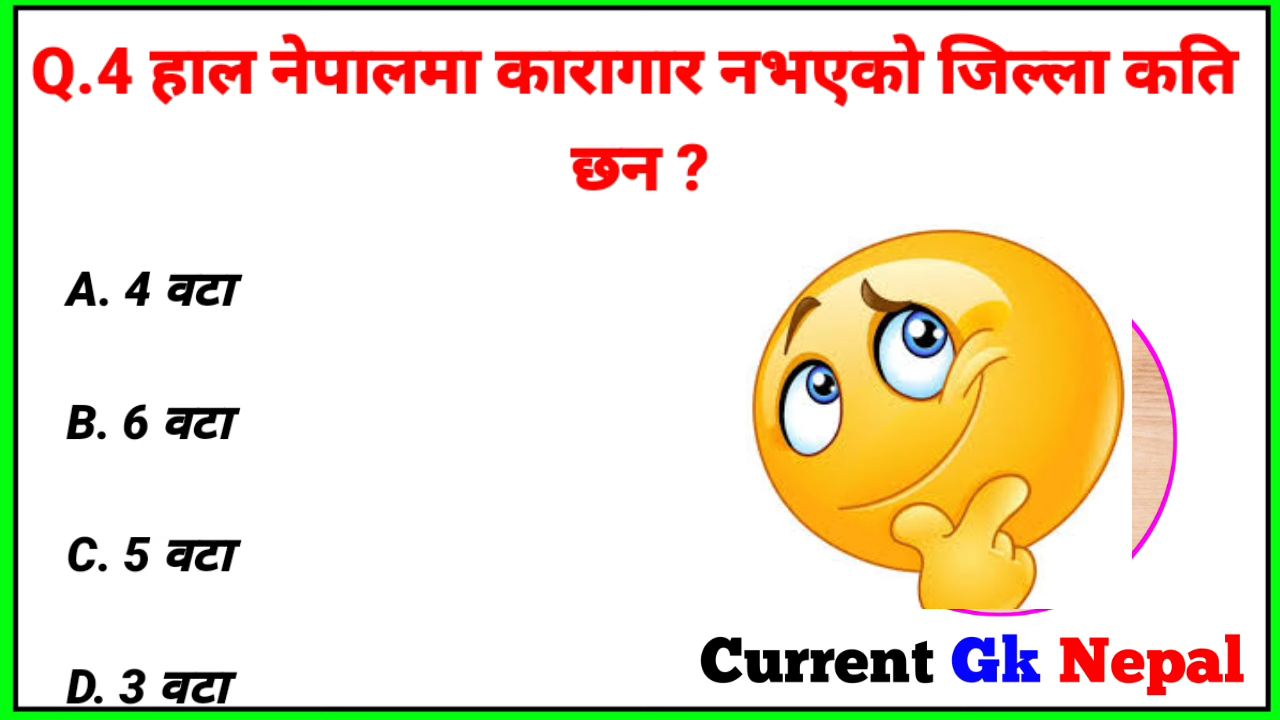 Q.4 हाल नेपालमा कारागार नभएको जिल्ला कति
छन ?
A. 4 वटा
B. 6 वटा
C. 5 वटा
D. 3 वटा
Current Gk Nepal